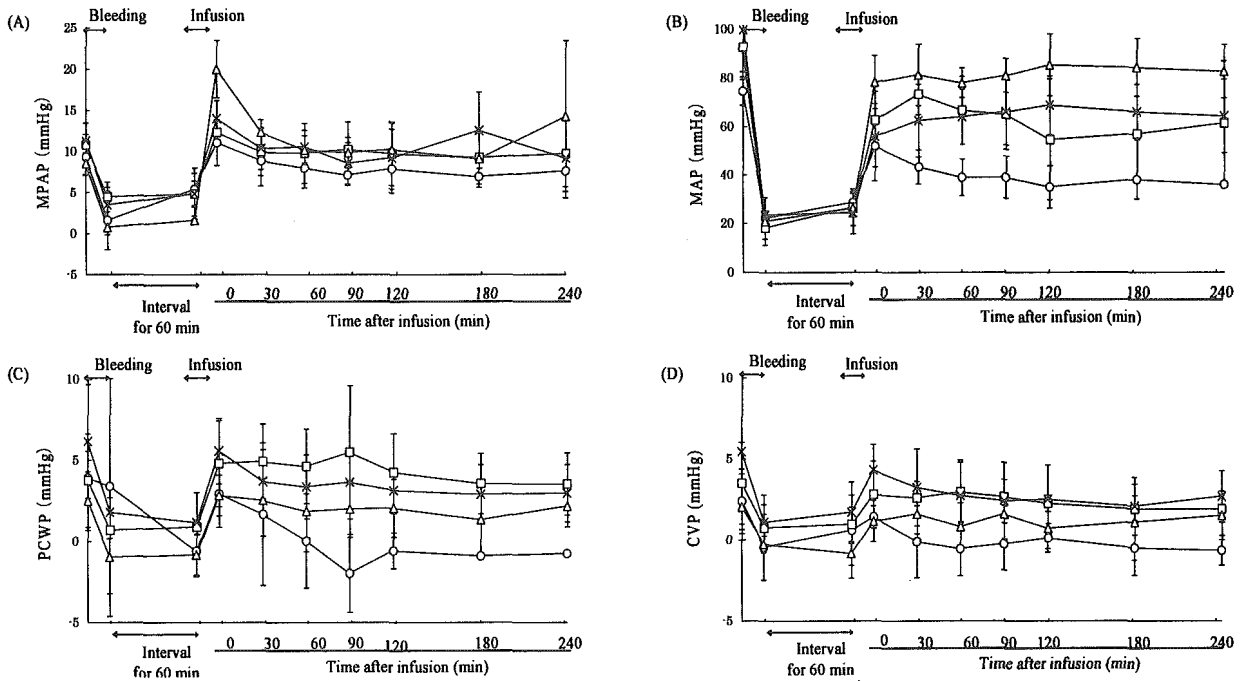 (A)
Bleeding
Infusion
MPAP (mmHg)
25
20
15
10
5
0
-5
0 30 60 90 120 180 240
Interval
for 60 min
Time after infusion (min)
(B)
Bleeding
Infusion
MAP (mmHg)
100
80
60
40
20
0
0 30 60 90 120 180 240
Interval
for 60 min
Time after infusion (min)
(C)
Bleeding
Infusion
PCWP (mmHg)
10
5
0
-5
0 30 60 90 120 180 240
Interval
for 60 min
Time after infusion (min)
(D)
Bleeding
Infusion
CVP (mmHg)
10
5
0
-5
0 30 60 90 120 180 240
Interval
for 60 min
Time after infusion (min)